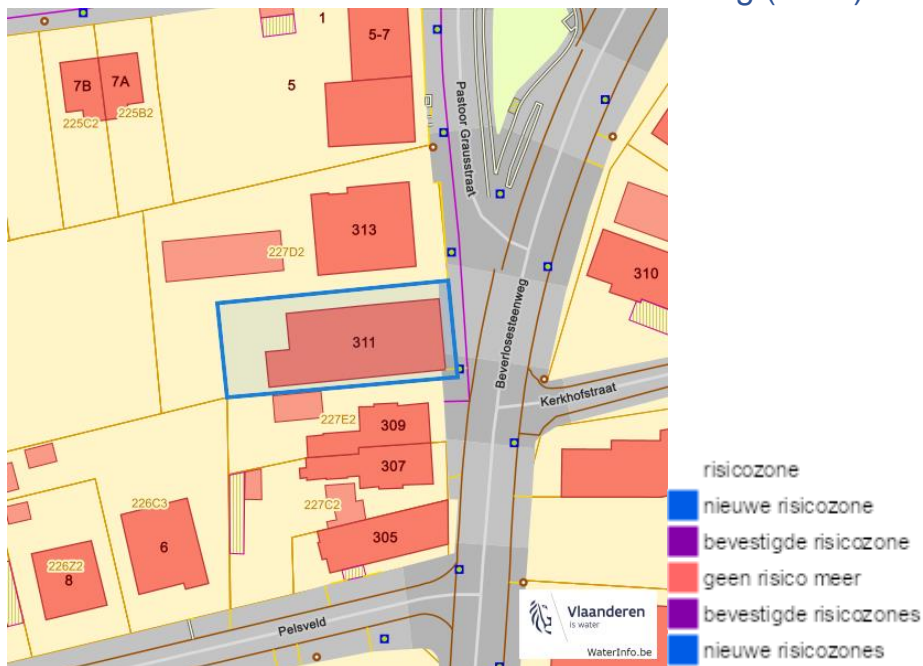 1
5-7
7B
7A
5
225C2
225B2
Pastoor Grausstraat
313
227D2
310
311
Beverlosesteenweg
Kerkhofstraat
227E2
309
307
226C3
227C2
305
6
226Z2
8
Pelsveld
Vlaanderen
is water
WaterInfo.be
risicozone
nieuwe risicozone
bevestigde risicozone
geen risico meer
bevestigde risicozones
nieuwe risicozones